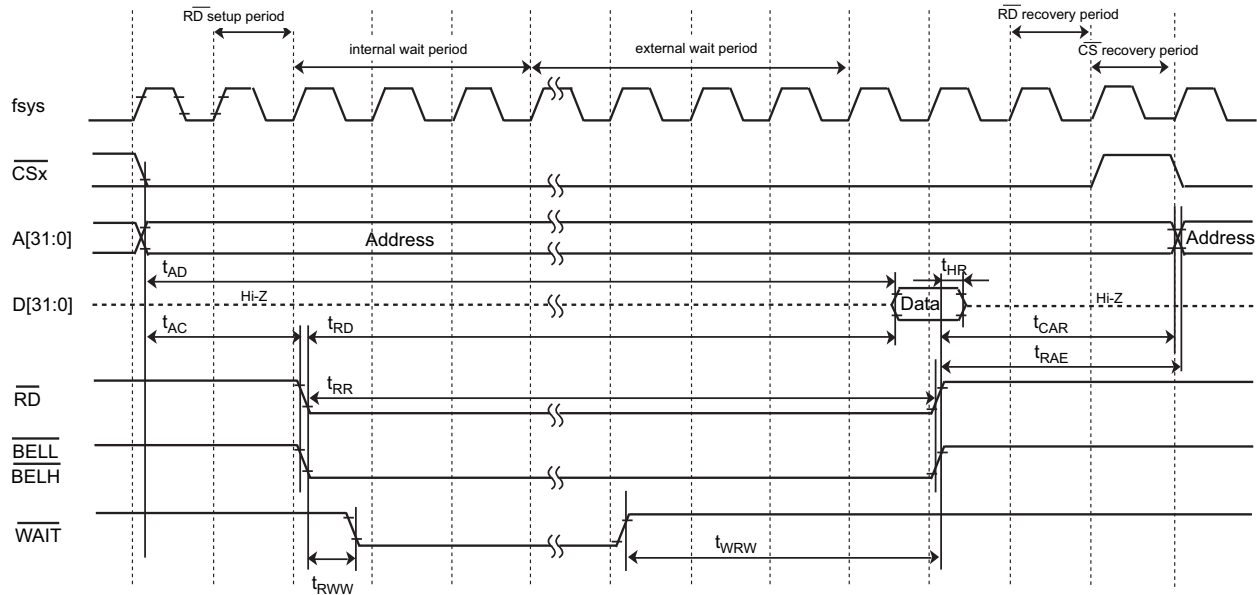 RD setup period
RD recovery period
internal wait period
external wait period
CS recovery period
fsys
CSx
A[31:0]
Address
Address
tAD
tHR
D[31:0]
Hi-Z
Data
Hi-Z
tAC
tRD
tCAR
tRAE
tRR
RD
BELL
BELH
WAIT
tWRW
tRWW